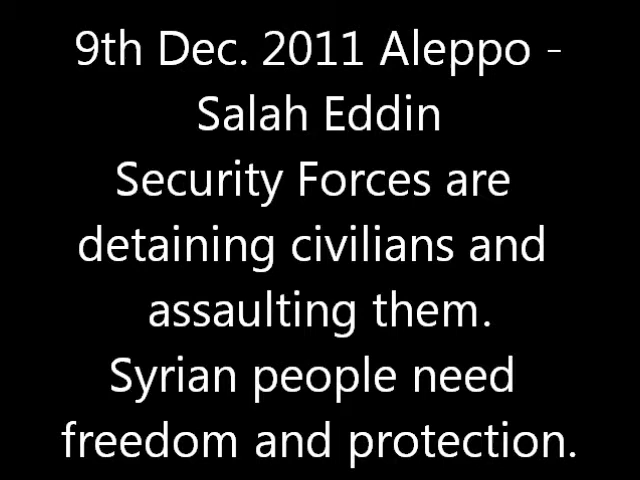 9th Dec. 2011 Aleppo -
Salah Eddin
Security Forces are
detaining civilians and
assaulting them.
Syrian people need
freedom and protection.